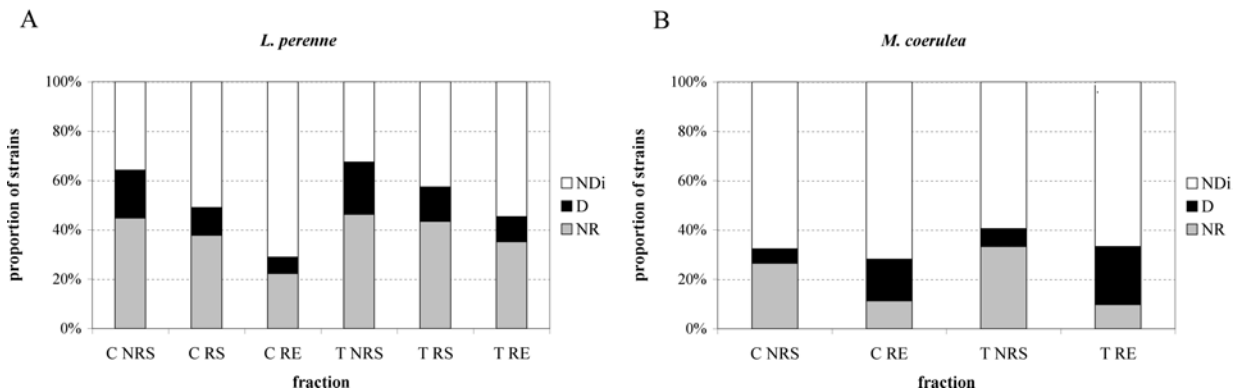 A
L. perenne
100%
80%
60%
40%
20%
0%
proportion of strains
C NRS C RS C RE T NRS T RS T RE
fraction
NDi
D
NR
B
M. coerulea
100%
80%
60%
40%
20%
0%
proportion of strains
C NRS C RE T NRS T RE
fraction
NDi
D
NR